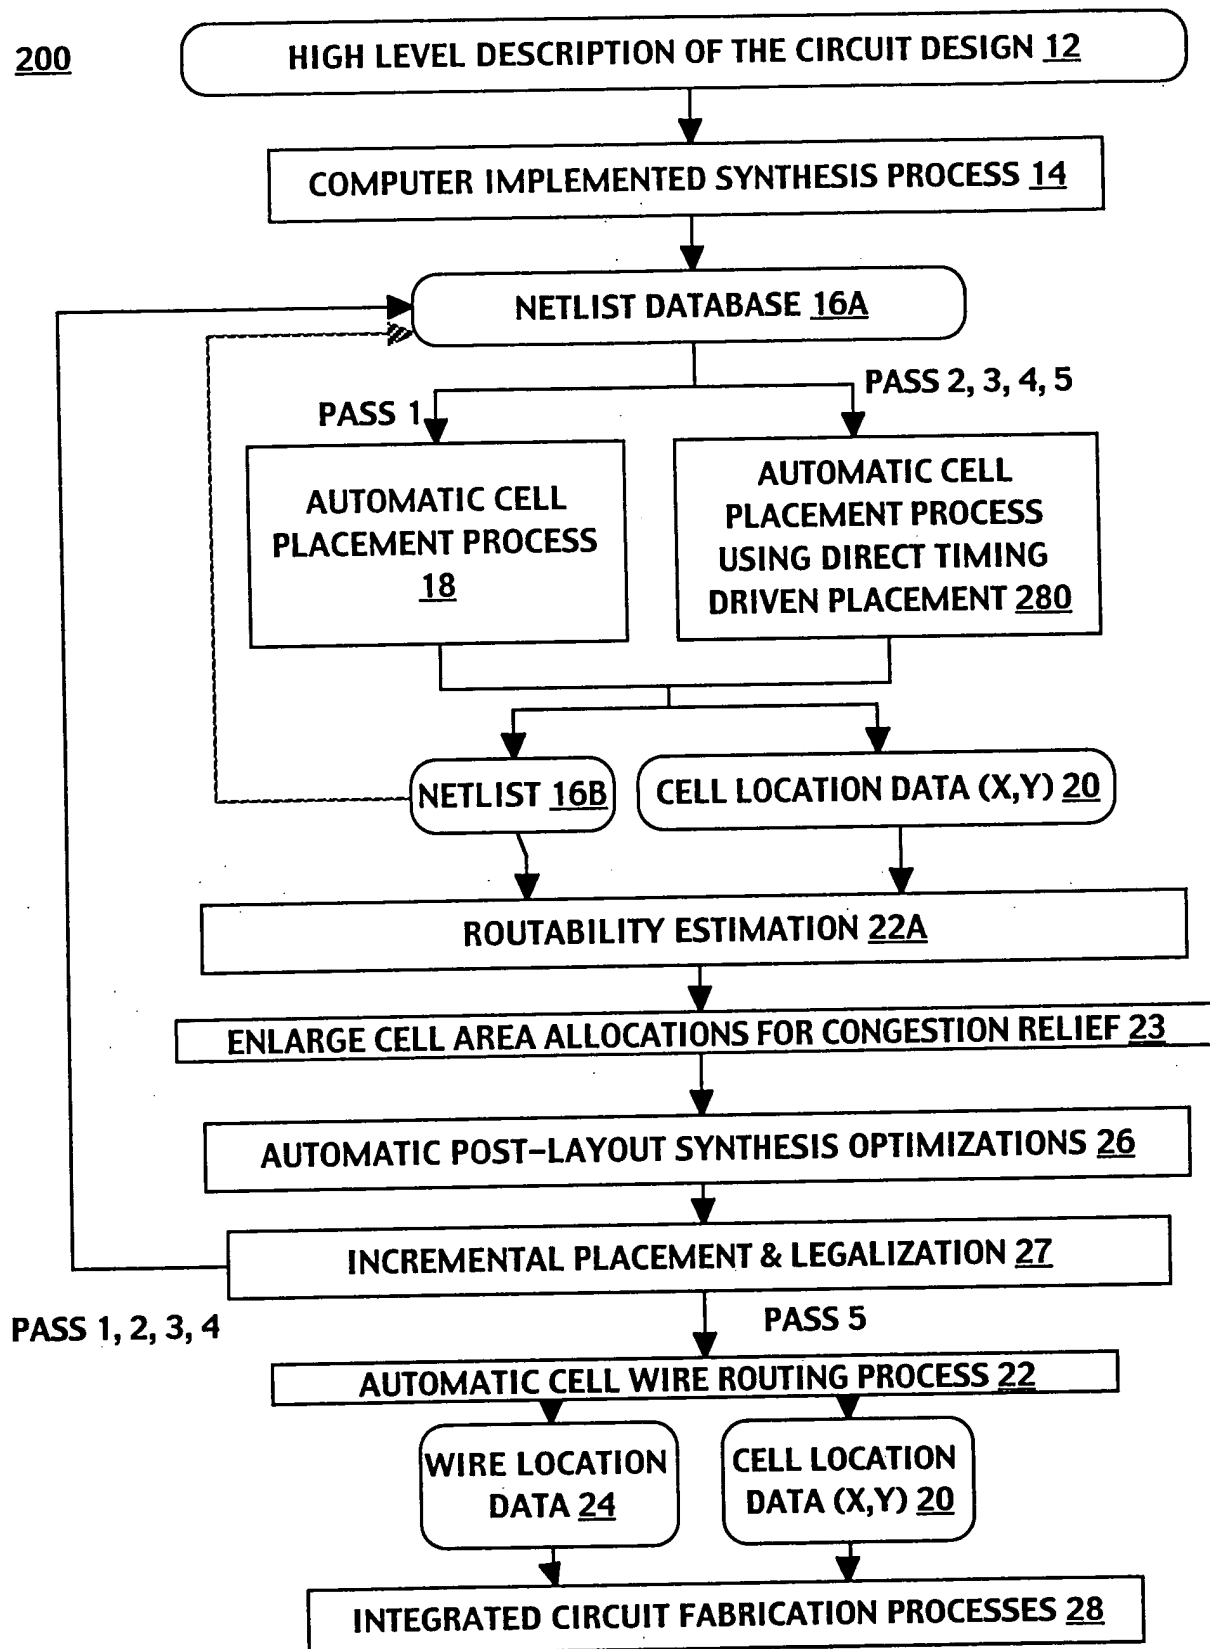 200
HIGH LEVEL DESCRIPTION OF THE CIRCUIT DESIGN 12
COMPUTER IMPLEMENTED SYNTHESIS PROCESS 14
NETLIST DATABASE 16A
PASS 1
PASS 2, 3, 4, 5
AUTOMATIC CELL
PLACEMENT PROCESS
18
AUTOMATIC CELL
PLACEMENT PROCESS
USING DIRECT TIMING
DRIVEN PLACEMENT 280
NETLIST 16B
CELL LOCATION DATA (X,Y) 20
ROUTABILITY ESTIMATION 22A
ENLARGE CELL AREA ALLOCATIONS FOR CONGESTION RELIEF 23
AUTOMATIC POST–LAYOUT SYNTHESIS OPTIMIZATIONS 26
INCREMENTAL PLACEMENT & LEGALIZATION 27
PASS 1, 2, 3, 4
PASS 5
AUTOMATIC CELL WIRE ROUTING PROCESS 22
WIRE LOCATION
DATA 24
CELL LOCATION
DATA (X,Y) 20
INTEGRATED CIRCUIT FABRICATION PROCESSES 28